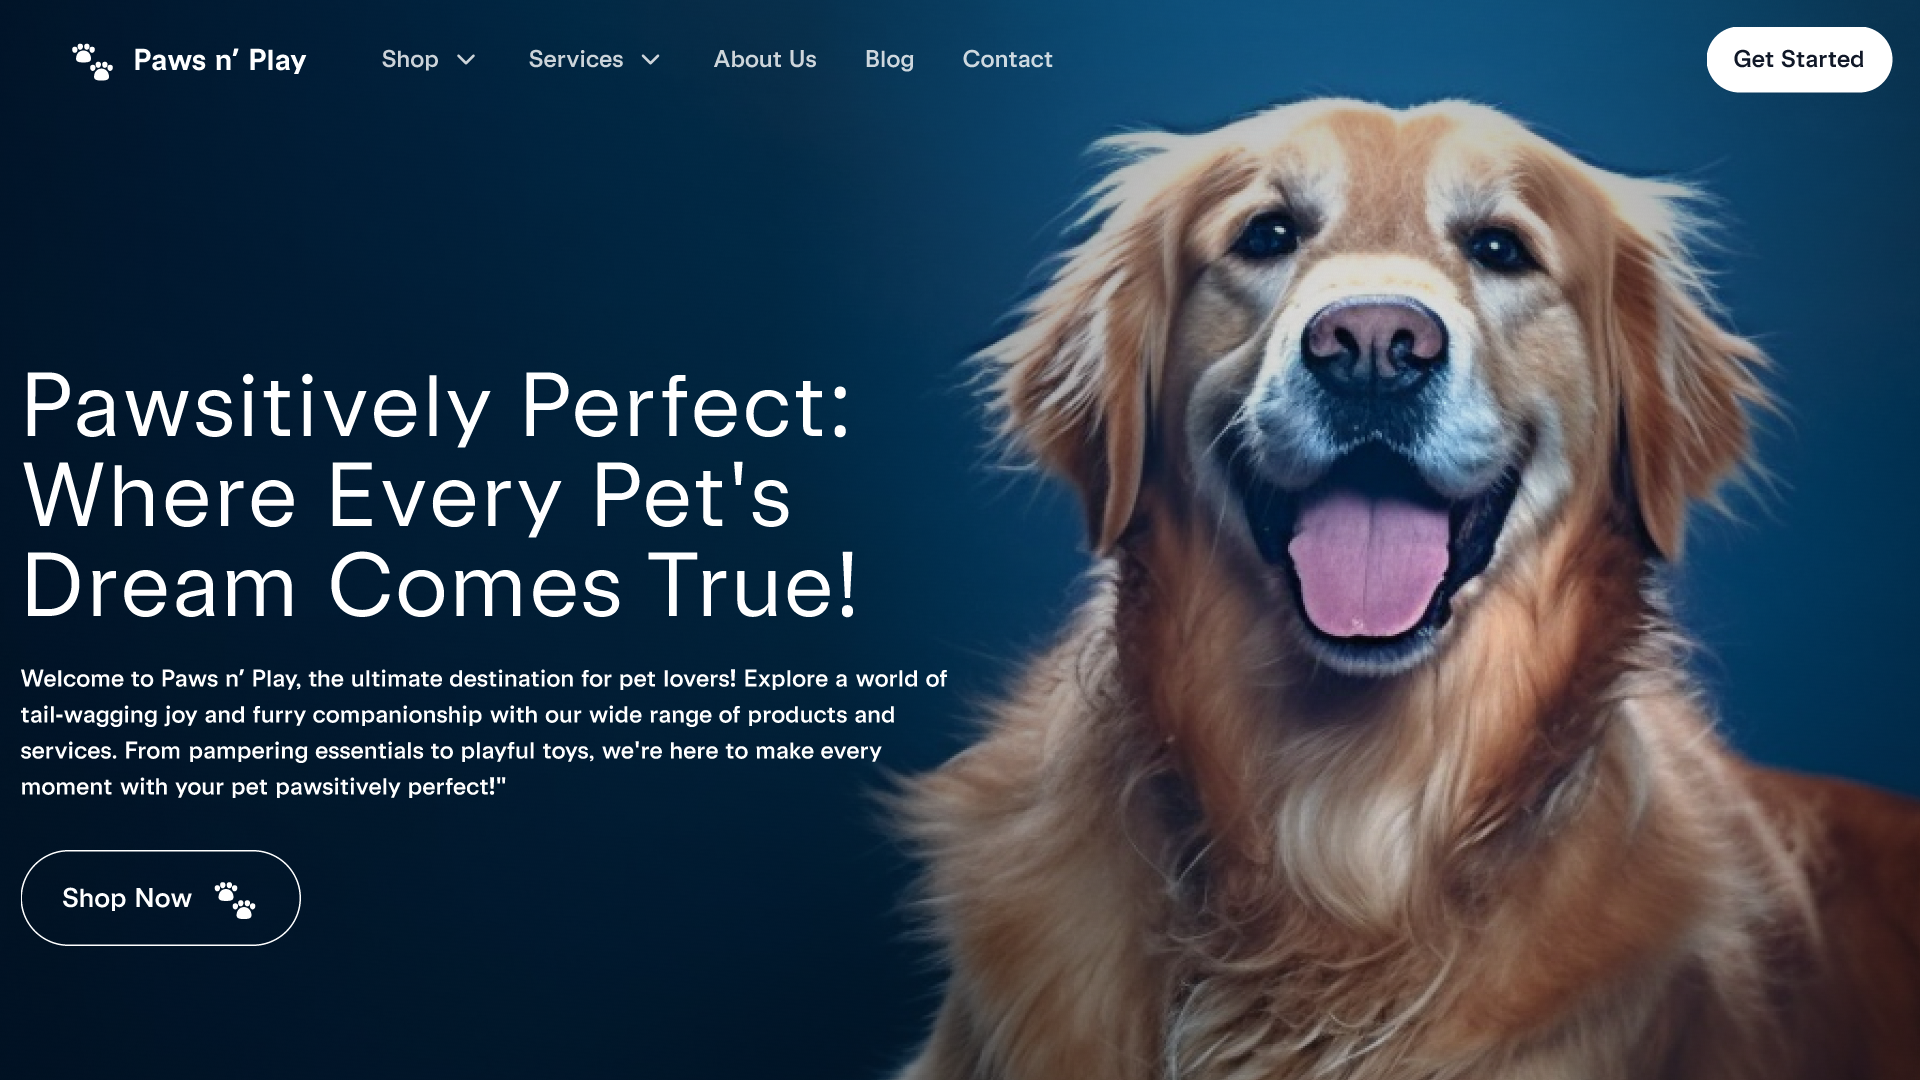 Paws n’ Play
Shop
Services
About Us
Blog
Contact
Get Started
Pawsitively Perfect:
Where Every Pet's
Dream Comes True!
Welcome to Paws n’ Play, the ultimate destination for pet lovers! Explore a world of
tail-wagging joy and furry companionship with our wide range of products and
services. From pampering essentials to playful toys, we're here to make every
moment with your pet pawsitively perfect!"
Shop Now